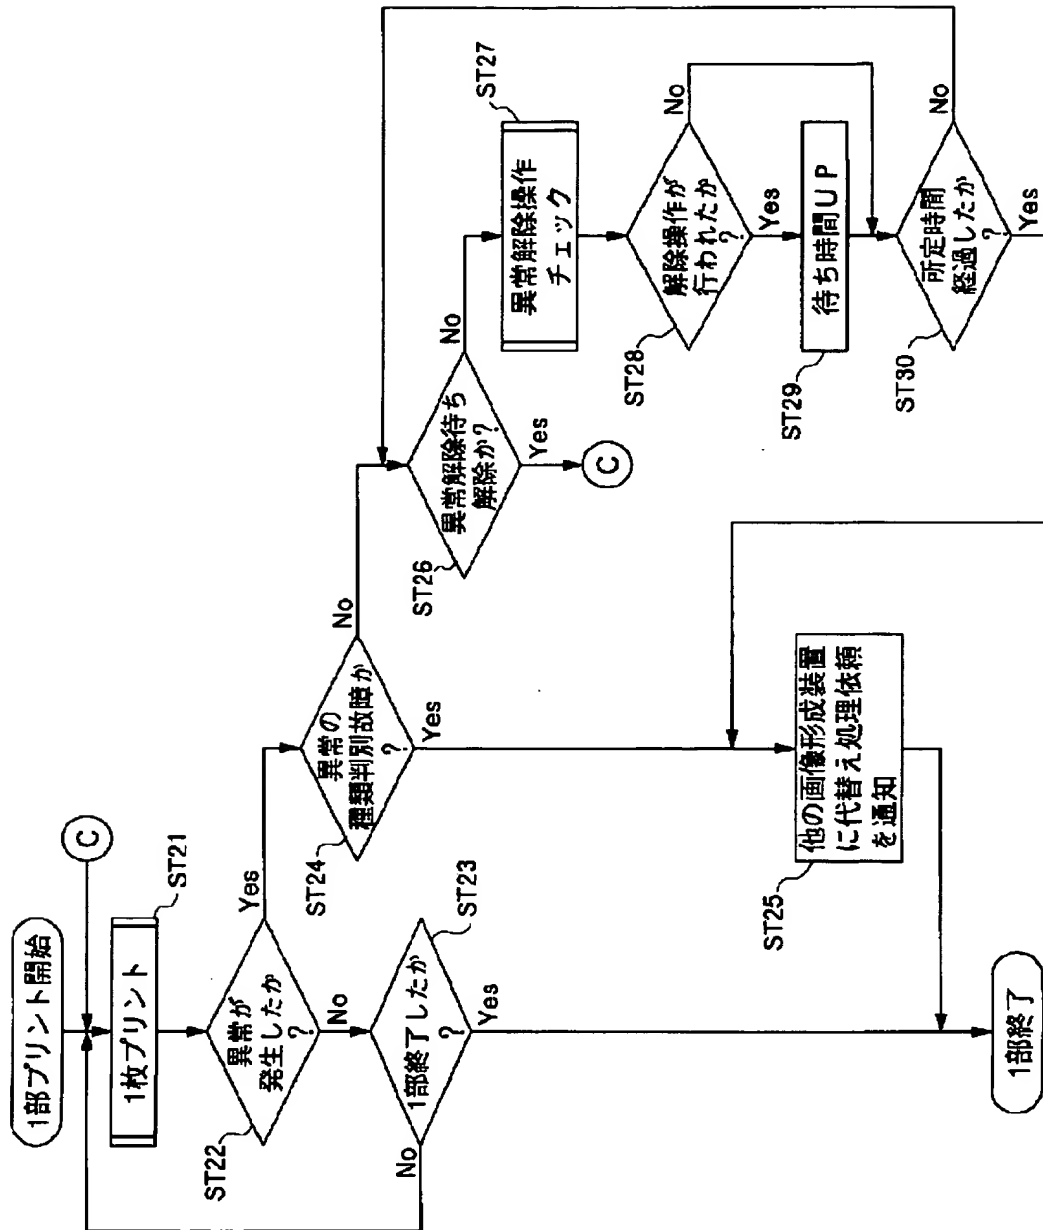 1部プリント開始
C
1枚プリント
ST21
異常が
発生したか
?
ST22
Yes
No
1部終了したか
?
ST23
No
Yes
異常の
種類判別故障か
?
ST24
No
Yes
他の画像形成装置
に代替え処理依頼
を通知
ST25
1部終了
異常解除待ち
解除か?
ST26
No
Yes
C
異常解除操作
チェック
ST27
解除操作が
行われたか
?
ST28
No
Yes
待ち時間UP
ST29
所定時間
経過したか
?
ST30
No
Yes